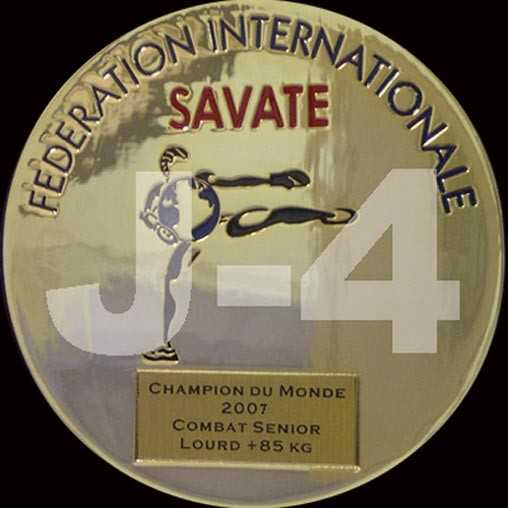 FÉDÉRATION INTERNATIONALE
SAVATE
J-4
CHAMPION DU MONDE
2007
COMBAT SENIOR
LOURD +85 KG